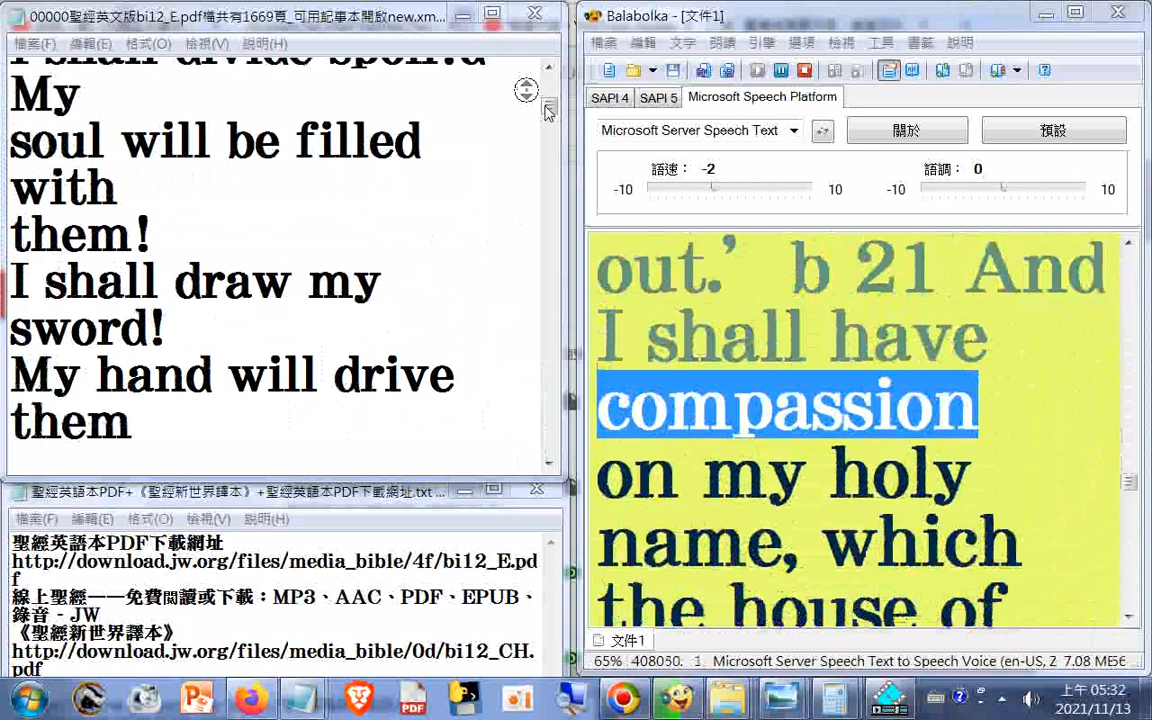 00000聖經英文版bi12_E.pdf檔共有1669頁_可用記事本開啟new.xm...
檔案(F) 編輯(E) 格式(O) 檢視(V) 說明(H)
I shall divide spoil!d
My
soul will be filled
with
them!
I shall draw my
sword!
My hand will drive
them
聖經英語本PDF+《聖經新世界譯本》+聖經英語本PDF下載網址.txt ...
檔案(F) 編輯(E) 格式(O) 檢視(V) 說明(H)
聖經英語本PDF下載網址
http://download.jw.org/files/media_bible/4f/bi12_E.pd
f
線上聖經——免費閱讀或下載：MP3、AAC、PDF、EPUB、
錄音 - JW
《聖經新世界譯本》
http://download.jw.org/files/media_bible/0d/bi12_CH.
pdf
Balabolka - [文件1]
檔案 編輯 文字 朗讀 引擎 選項 檢視 工具 書籤 說明
SAPI 4 SAPI 5 Microsoft Speech Platform
Microsoft Server Speech Text 關於 預設
語速： -2 語調： 0
-10 10 -10 10
out.’ b 21 And
I shall have
compassion
on my holy
name, which
the house of
文件1
65% 408050. 1 Microsoft Server Speech Text to Speech Voice (en-US, Z 7.08 ME56
PDF
上午 05:32
2021/11/13